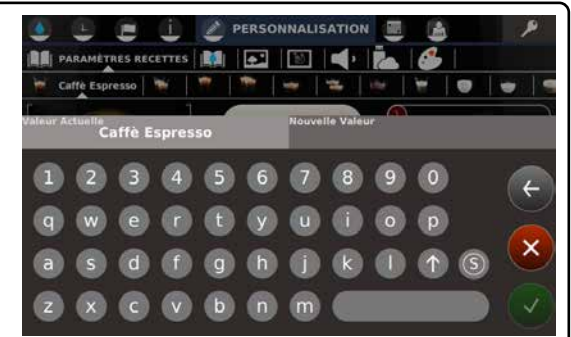 PERSONNALISATION
PARAMÈTRES RECETTES
Caffè Espresso
Valeur Actuelle
Nouvelle Valeur
Caffè Espresso
1 2 3 4 5 6 7 8 9 0
q w e r t y u i o p
a s d f g h j k l S
z x c v b n m